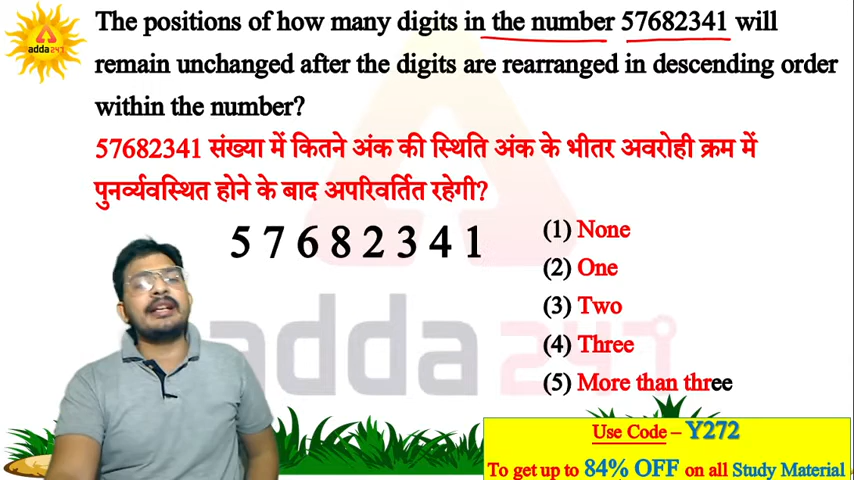 The positions of how many digits in the number 57682341 will
adda247
remain unchanged after the digits are rearranged in descending order
within the number?
57682341 संख्या में कितने अंक की स्थिति अंक के भीतर अवरोही क्रम में
पुनर्व्यवस्थित होने के बाद अपरिवर्तित रहेगी?
5 7 6 8 2 3 4 1
(1) None
(2) One
(3) Two
(4) Three
(5) More than three
adda247
Use Code – Y272
To get up to 84% OFF on all Study Material